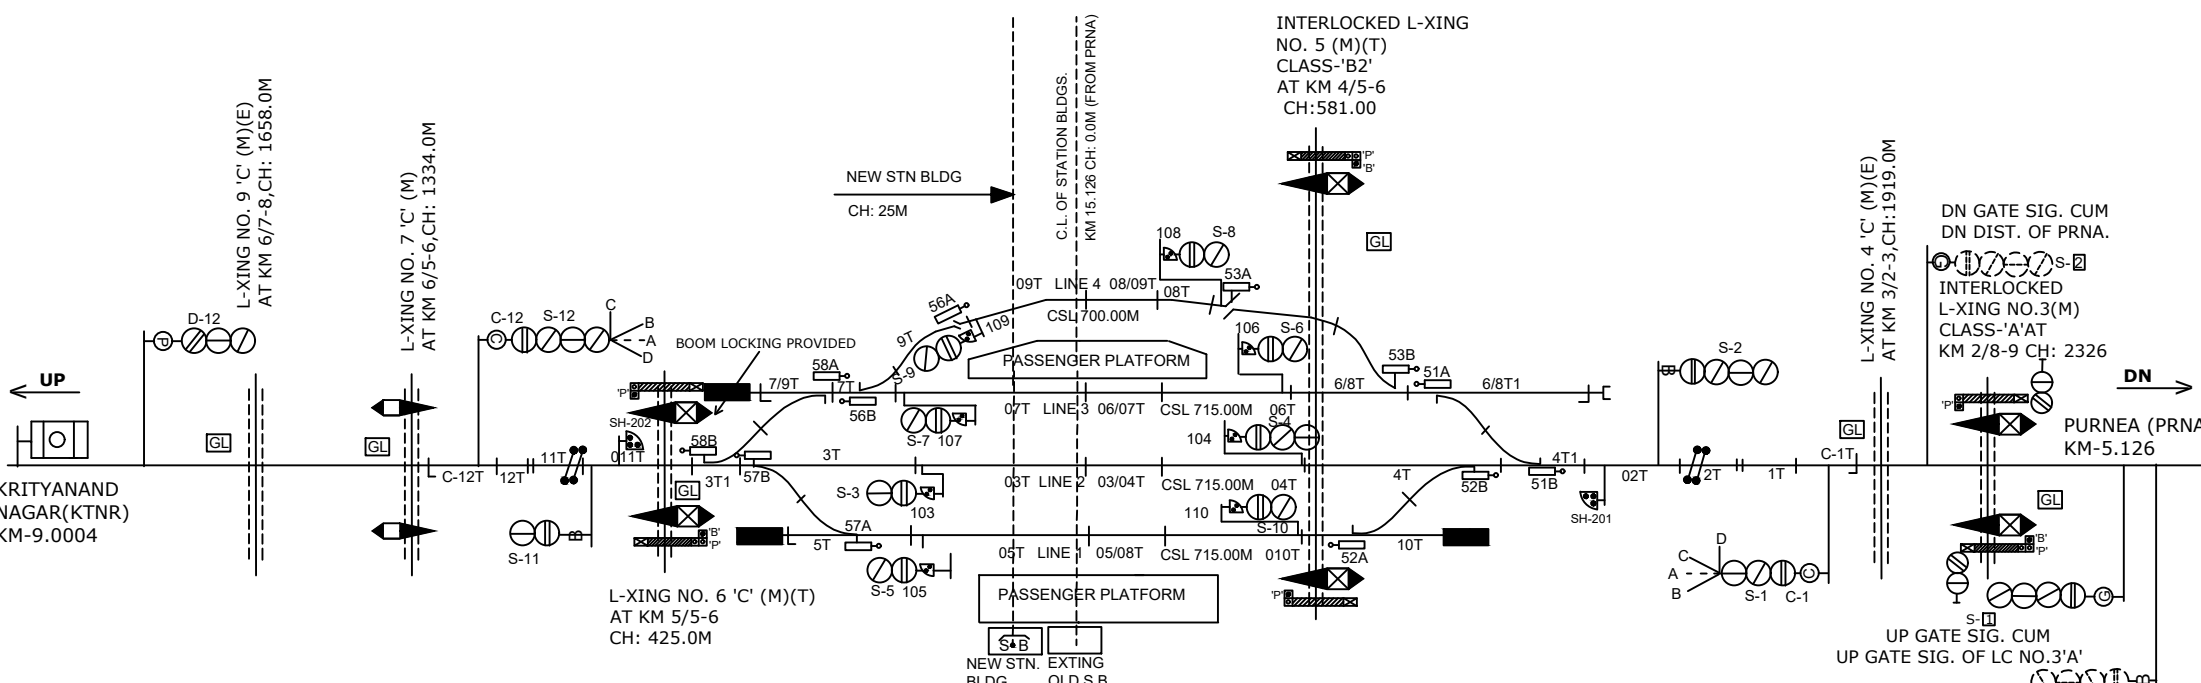 INTERLOCKED L-XING
NO. 5 (M)(T)
CLASS-'B2'
AT KM 4/5-6
CH:581.00
'P'
'B'
GL
L-XING NO. 9 'C' (M)(E)
AT KM 6/7-8,CH: 1658.0M
L-XING NO. 7 'C' (M)
AT KM 6/5-6,CH: 1334.0M
NEW STN BLDG
CH: 25M
C.L. OF STATION BLDGS.
KM 15.126 CH: 0.0M (FROM PRNA)
L-XING NO. 4 'C' (M)(E)
AT KM 3/2-3,CH:1919.0M
DN GATE SIG. CUM
DN DIST. OF PRNA.
G
S-2
INTERLOCKED
L-XING NO.3(M)
CLASS-'A'AT
KM 2/8-9 CH: 2326
108 S-8
53A
09T LINE 4 08/09T 08T
CSL 700.00M
56A
109
9T
S-9
D-12
P
C-12 S-12
C
C
B
A
D
BOOM LOCKING PROVIDED
106 S-6
PASSENGER PLATFORM
53B
51A
S-2
B
UP
DN
58A
'P'
7/9T 7T
56B
6/8T 6/8T1
07T LINE 3 06/07T CSL 715.00M 06T
S-7 107
S-4
104
SH-202
58B
GL
GL
GL
'P'
PURNEA (PRNA
KM-5.126
11T
011T
3T
4T1
C-1T
C-12T 12T
3T1 57B
03T LINE 2 03/04T CSL 715.00M 04T
4T
52B 51B
02T 2T 1T
GL
S-3
103
110
S-10
SH-201
GL
KRITYANAND
NAGAR(KTNR)
KM-9.0004
S-11
B
'B'
'P'
57A
5T
05T LINE 1 05/08T CSL 715.00M 010T
52A
10T
S-5 105
C
D
A
B
S-1 C-1
C
'B'
'P'
G
S-1
L-XING NO. 6 'C' (M)(T)
AT KM 5/5-6
CH: 425.0M
PASSENGER PLATFORM
'P'
UP GATE SIG. CUM
UP GATE SIG. OF LC NO.3'A'
S B
NEW STN. EXTING
BLDG OLD S.B
B